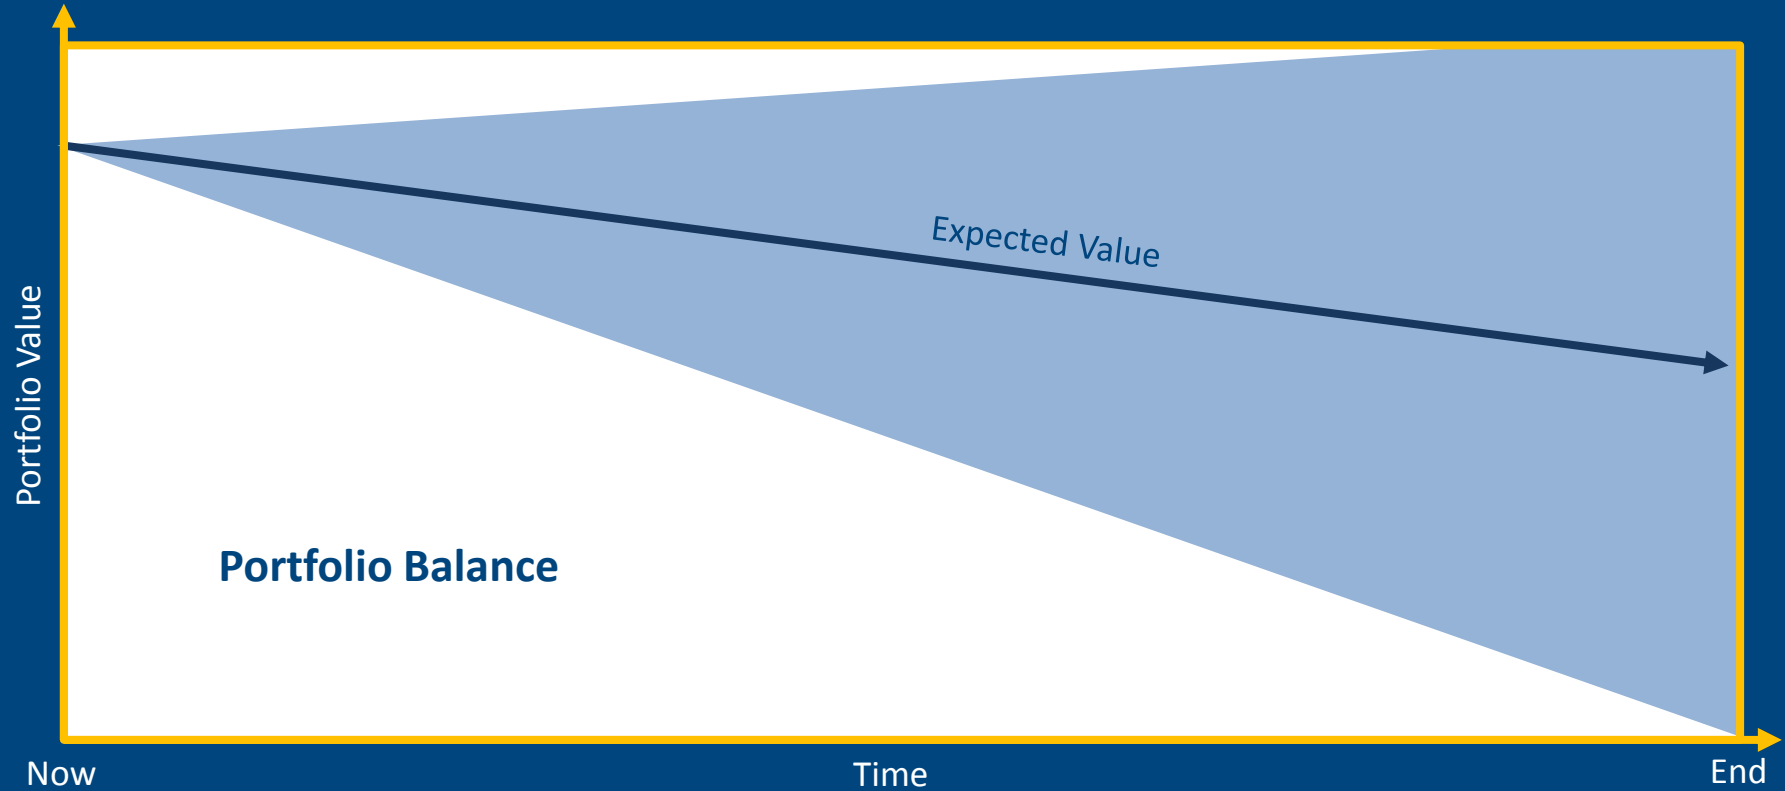 Expected Value
Portfolio Value
Portfolio Balance
Now
Time
End